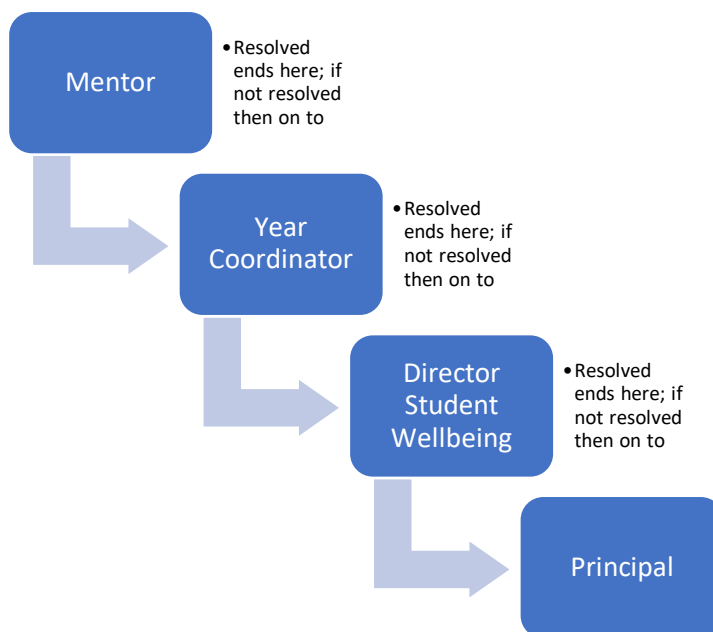 Mentor
•Resolved
ends here; if
not resolved
then on to
Year
Coordinator
•Resolved
ends here; if
not resolved
then on to
Director
Student
Wellbeing
•Resolved
ends here; if
not resolved
then on to
Principal